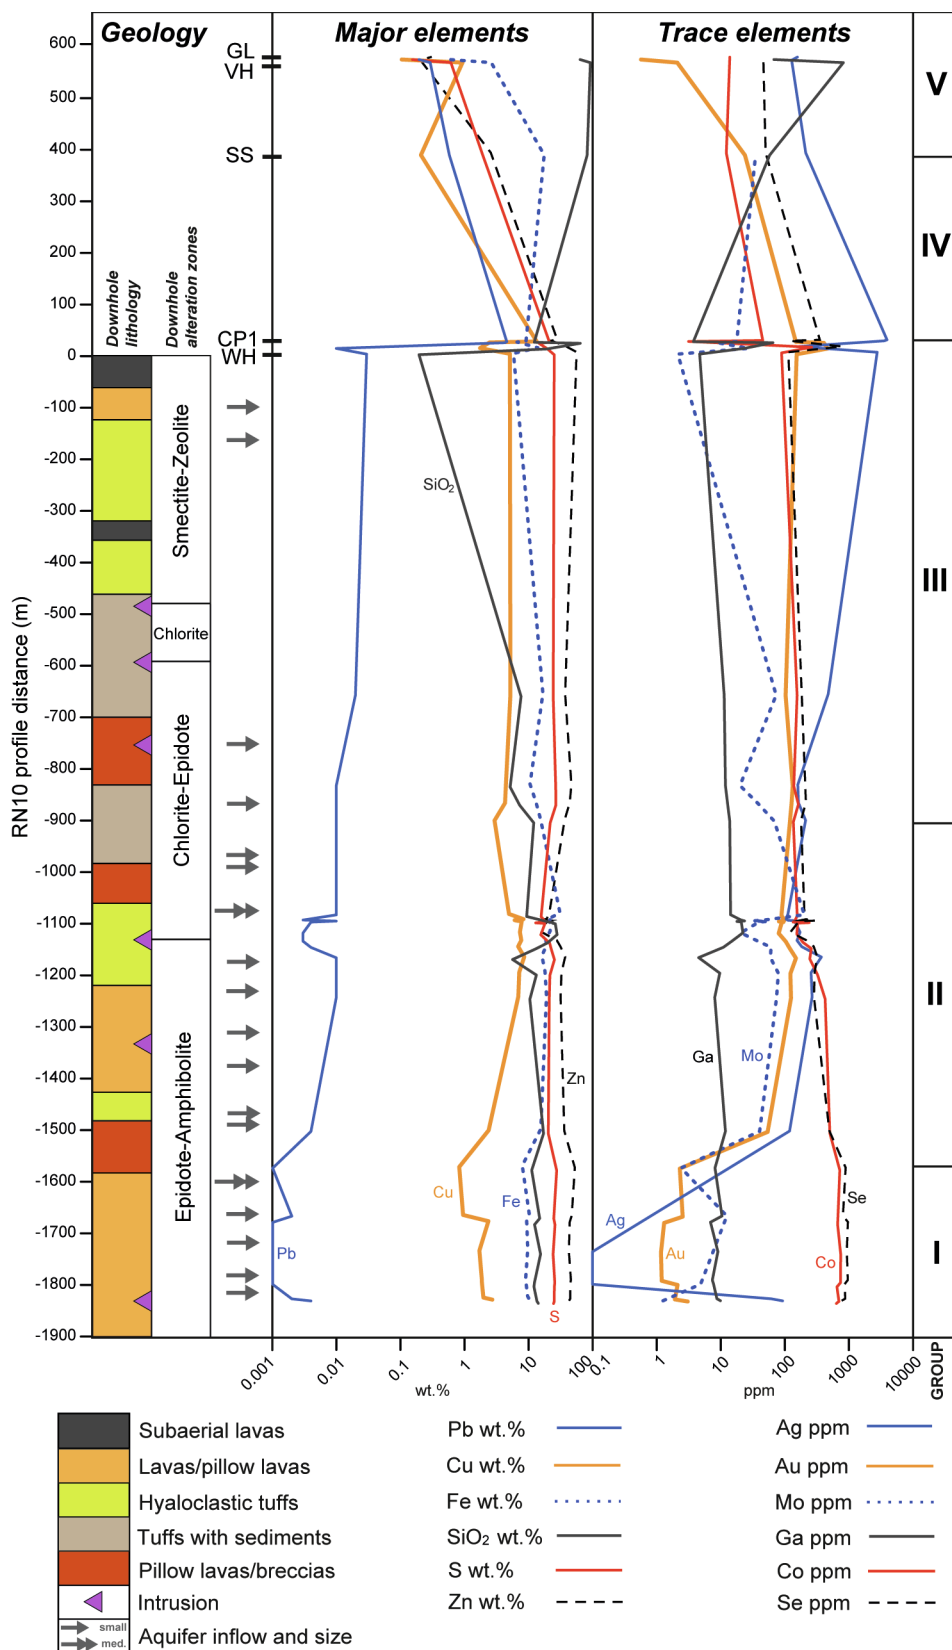 Geology
Major elements
Trace elements
600
500
400
300
200
100
0
-100
-200
-300
-400
-500
-600
-700
-800
-900
-1000
-1100
-1200
-1300
-1400
-1500
-1600
-1700
-1800
-1900
RN10 profile distance (m)
GL
VH
SS
CP1
WH
Downhole
lithology
Downhole
alteration zones
Smectite-Zeolite
Chlorite
Chlorite-Epidote
Epidote-Amphibolite
SiO₂
Zn
Cu
Fe
Pb
S
Ga
Mo
Ag
Au
Se
Co
V
IV
III
II
I
GROUP
0.001
0.01
0.1
1
10
100
wt.%
0.1
1
10
100
1000
10000
ppm
Subaerial lavas
Lavas/pillow lavas
Hyaloclastic tuffs
Tuffs with sediments
Pillow lavas/breccias
Intrusion
small
med.
Aquifer inflow and size
Pb wt.%
Cu wt.%
Fe wt.%
SiO₂ wt.%
S wt.%
Zn wt.%
Ag ppm
Au ppm
Mo ppm
Ga ppm
Co ppm
Se ppm